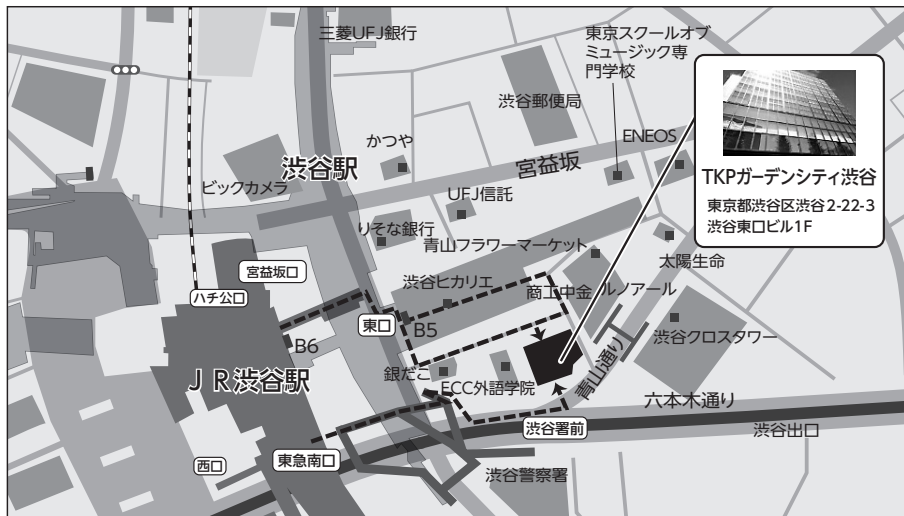 三菱UFJ銀行
東京スクールオブ
ミュージック専
門学校
渋谷郵便局
ENEOS
かつや
渋谷駅
宮益坂
ビックカメラ
UFJ信託
りそな銀行
青山フラワーマーケット
TKPガーデンシティ渋谷
東京都渋谷区渋谷2-22-3
渋谷東口ビル1F
太陽生命
宮益坂口
渋谷ヒカリエ
商工中金
ルノアール
ハチ公口
東口
B5
B6
渋谷クロスタワー
JR渋谷駅
銀だこ
ECC外語学院
青山通り
六本木通り
渋谷署前
渋谷出口
西口
東急南口
渋谷警察署